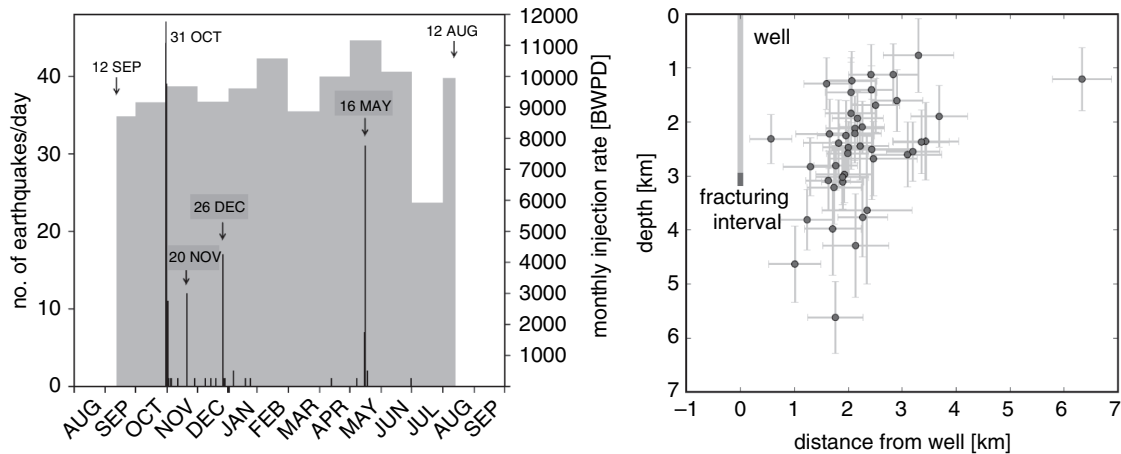 no. of earthquakes/day
40
30
20
10
0
12 SEP
31 OCT
20 NOV
26 DEC
16 MAY
12 AUG
AUG
SEP
OCT
NOV
DEC
JAN
FEB
MAR
APR
MAY
JUN
JUL
AUG
SEP
12000
11000
10000
9000
8000
7000
6000
5000
4000
3000
2000
1000
monthly injection rate [BWPD]
depth [km]
0
1
2
3
4
5
6
7
well
fracturing
interval
−1
0
1
2
3
4
5
6
7
distance from well [km]